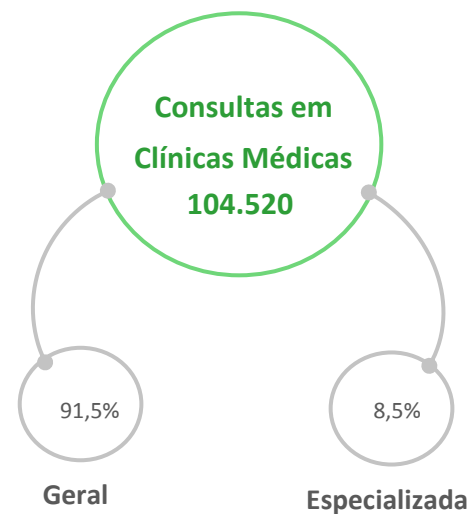 Consultas em
Clínicas Médicas
104.520
91,5%
8,5%
Geral
Especializada